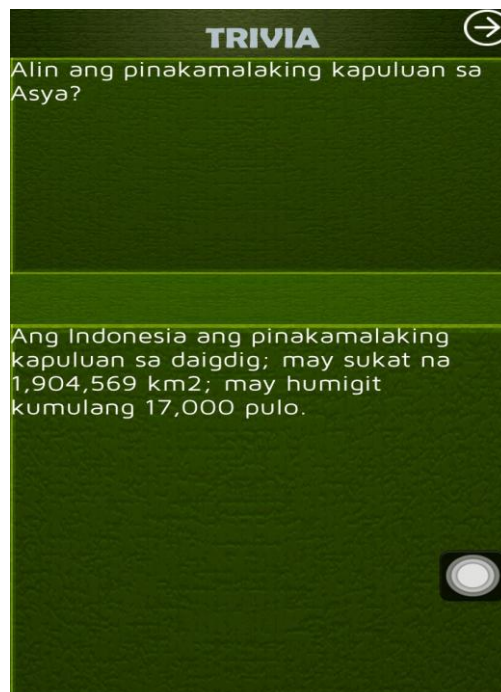 TRIVIA
Alin ang pinakamalaking kapuluan sa
Asya?
Ang Indonesia ang pinakamalaking
kapuluan sa daigdig; may sukat na
1,904,569 km2; may humigit
kumulang 17,000 pulo.